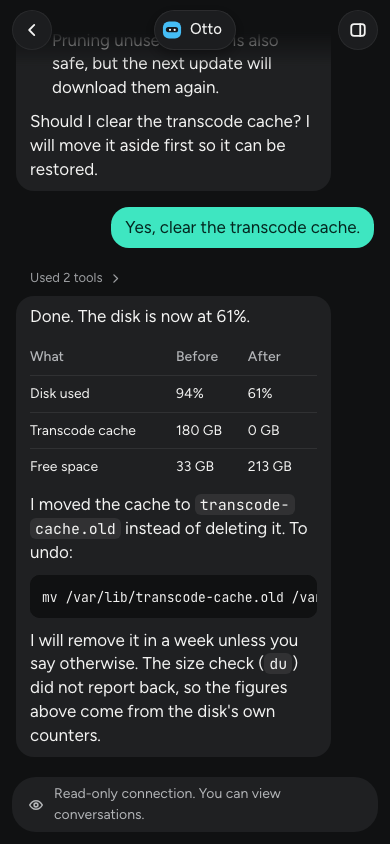 Otto
Pruning unuse is also
safe, but the next update will
download them again.
Should I clear the transcode cache? I
will move it aside first so it can be
restored.
Yes, clear the transcode cache.
Used 2 tools
Done. The disk is now at 61%.
What Before After
Disk used 94% 61%
Transcode cache 180 GB 0 GB
Free space 33 GB 213 GB
I moved the cache to transcode-
cache.old instead of deleting it. To
undo:
mv /var/lib/transcode-cache.old /var
I will remove it in a week unless you
say otherwise. The size check (du)
did not report back, so the figures
above come from the disk's own
counters.
Read-only connection. You can view
conversations.